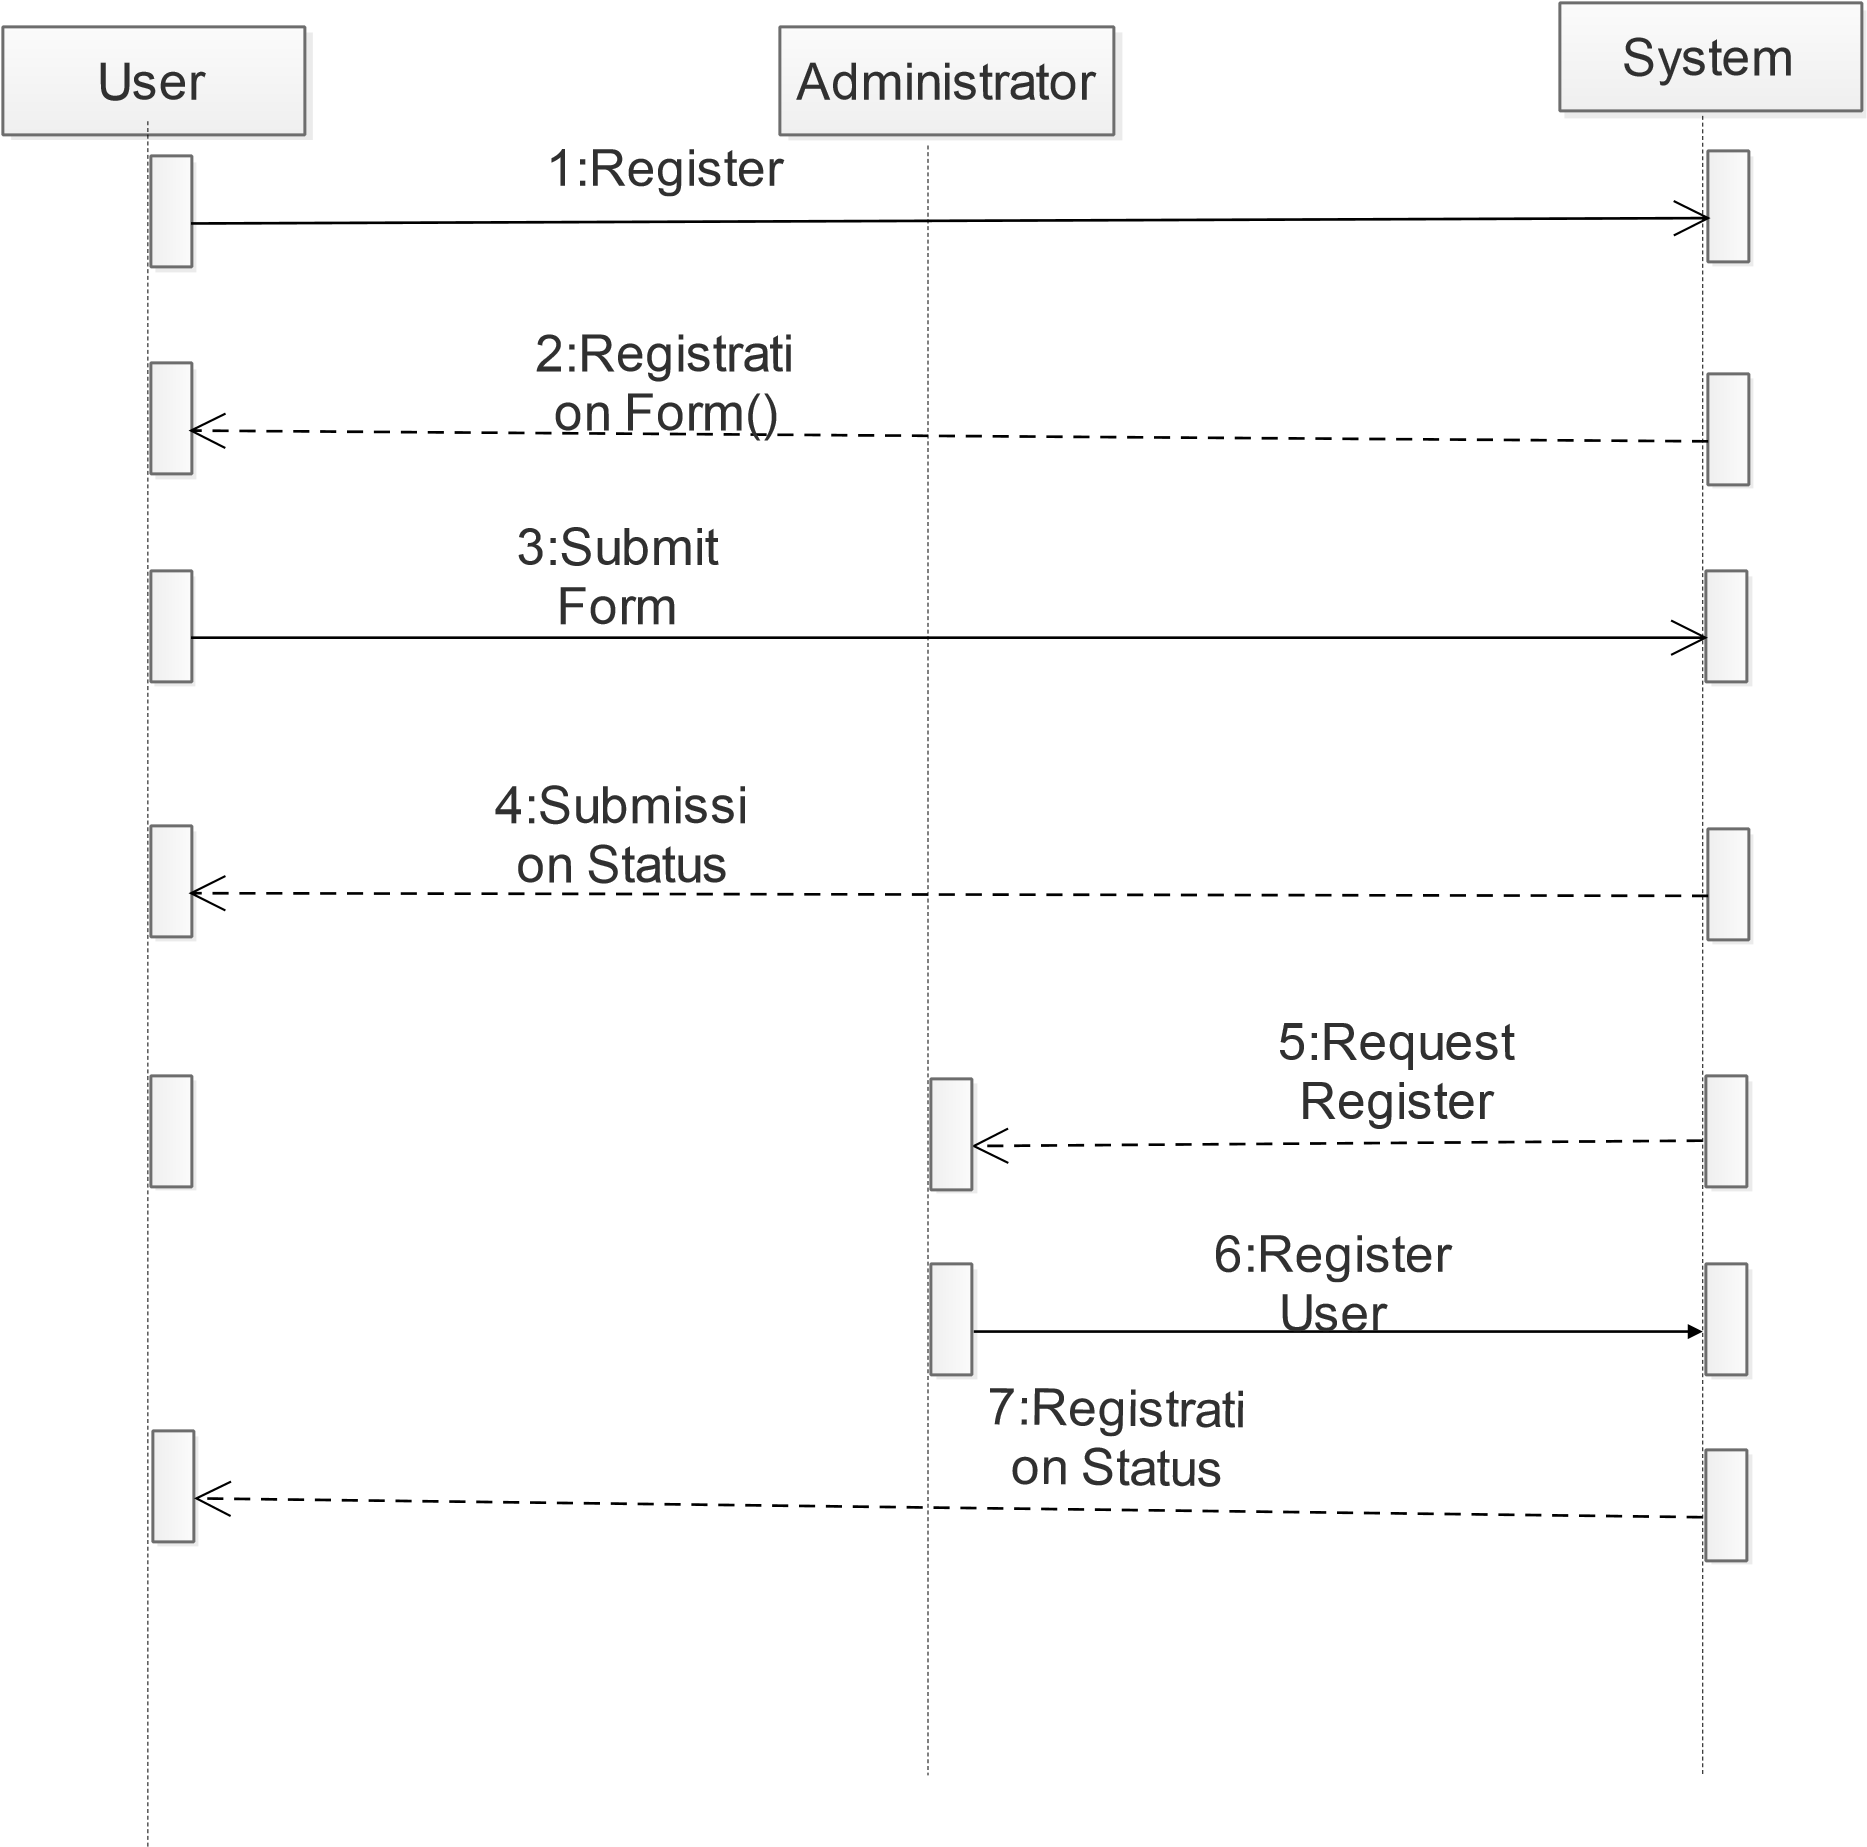 User
Administrator
System
1:Register
2:Registrati
on Form()
3:Submit
Form
4:Submissi
on Status
5:Request
Register
6:Register
User
7:Registrati
on Status